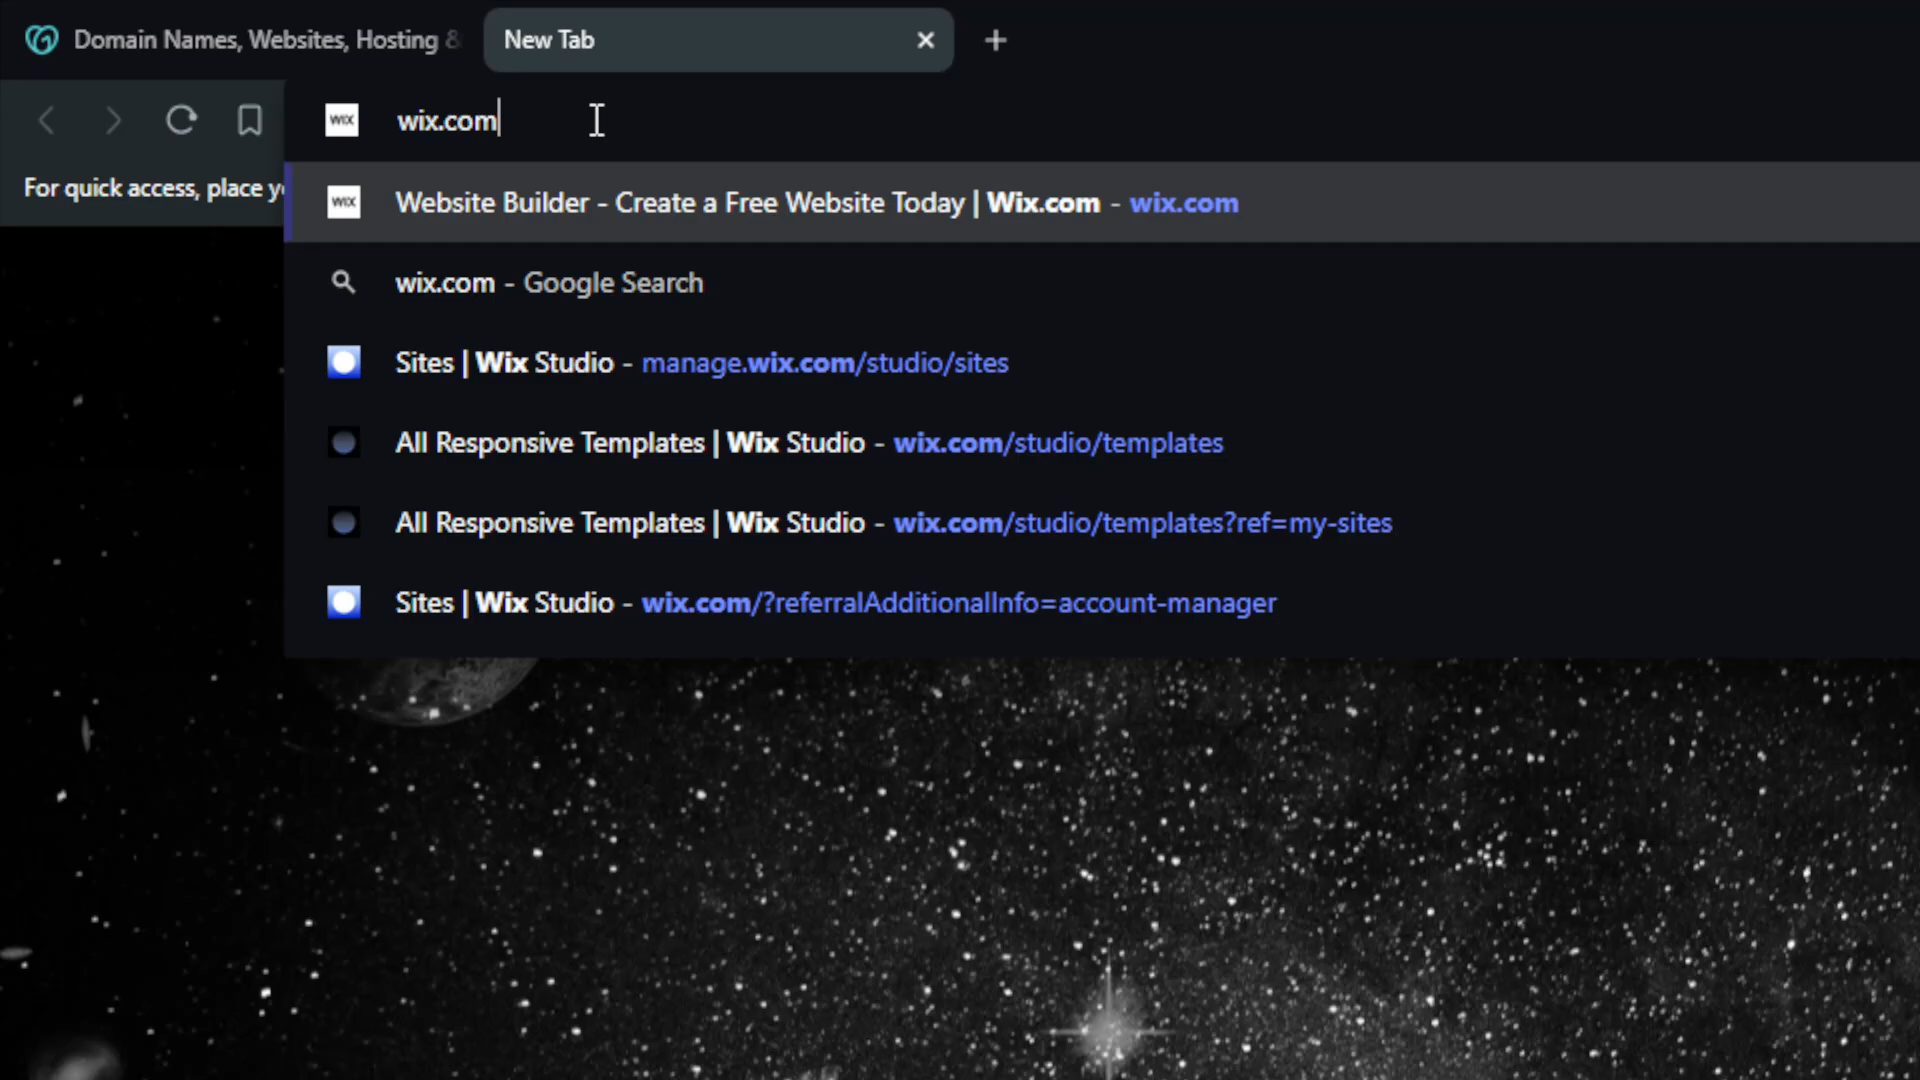 Domain Names, Websites, Hosting &
New Tab
WIX wix.com
For quick access, place y
WIX Website Builder - Create a Free Website Today | Wix.com - wix.com
wix.com - Google Search
Sites | Wix Studio - manage.wix.com/studio/sites
All Responsive Templates | Wix Studio - wix.com/studio/templates
All Responsive Templates | Wix Studio - wix.com/studio/templates?ref=my-sites
Sites | Wix Studio - wix.com/?referralAdditionalInfo=account-manager